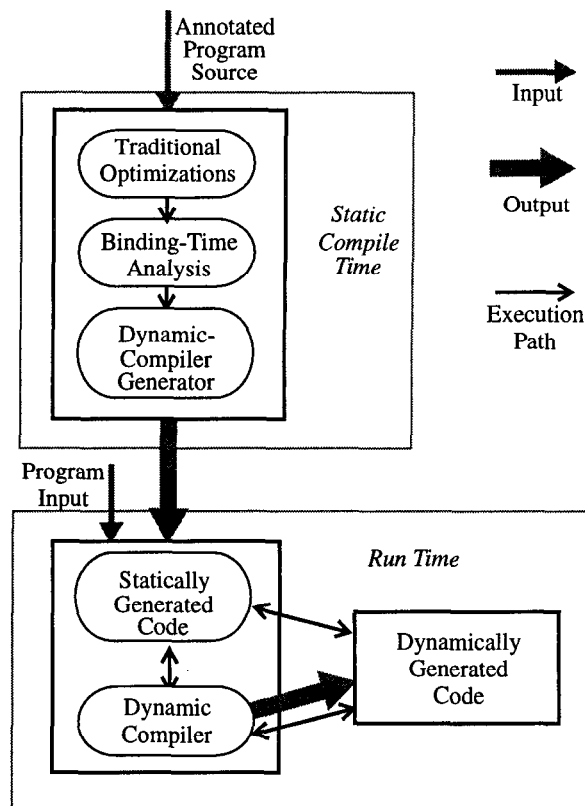 Annotated
Program
Source
Input
Output
Execution
Path
Traditional
Optimizations
Binding-Time
Analysis
Dynamic-
Compiler
Generator
Static
Compile
Time
Program
Input
Run Time
Statically
Generated
Code
Dynamic
Compiler
Dynamically
Generated
Code